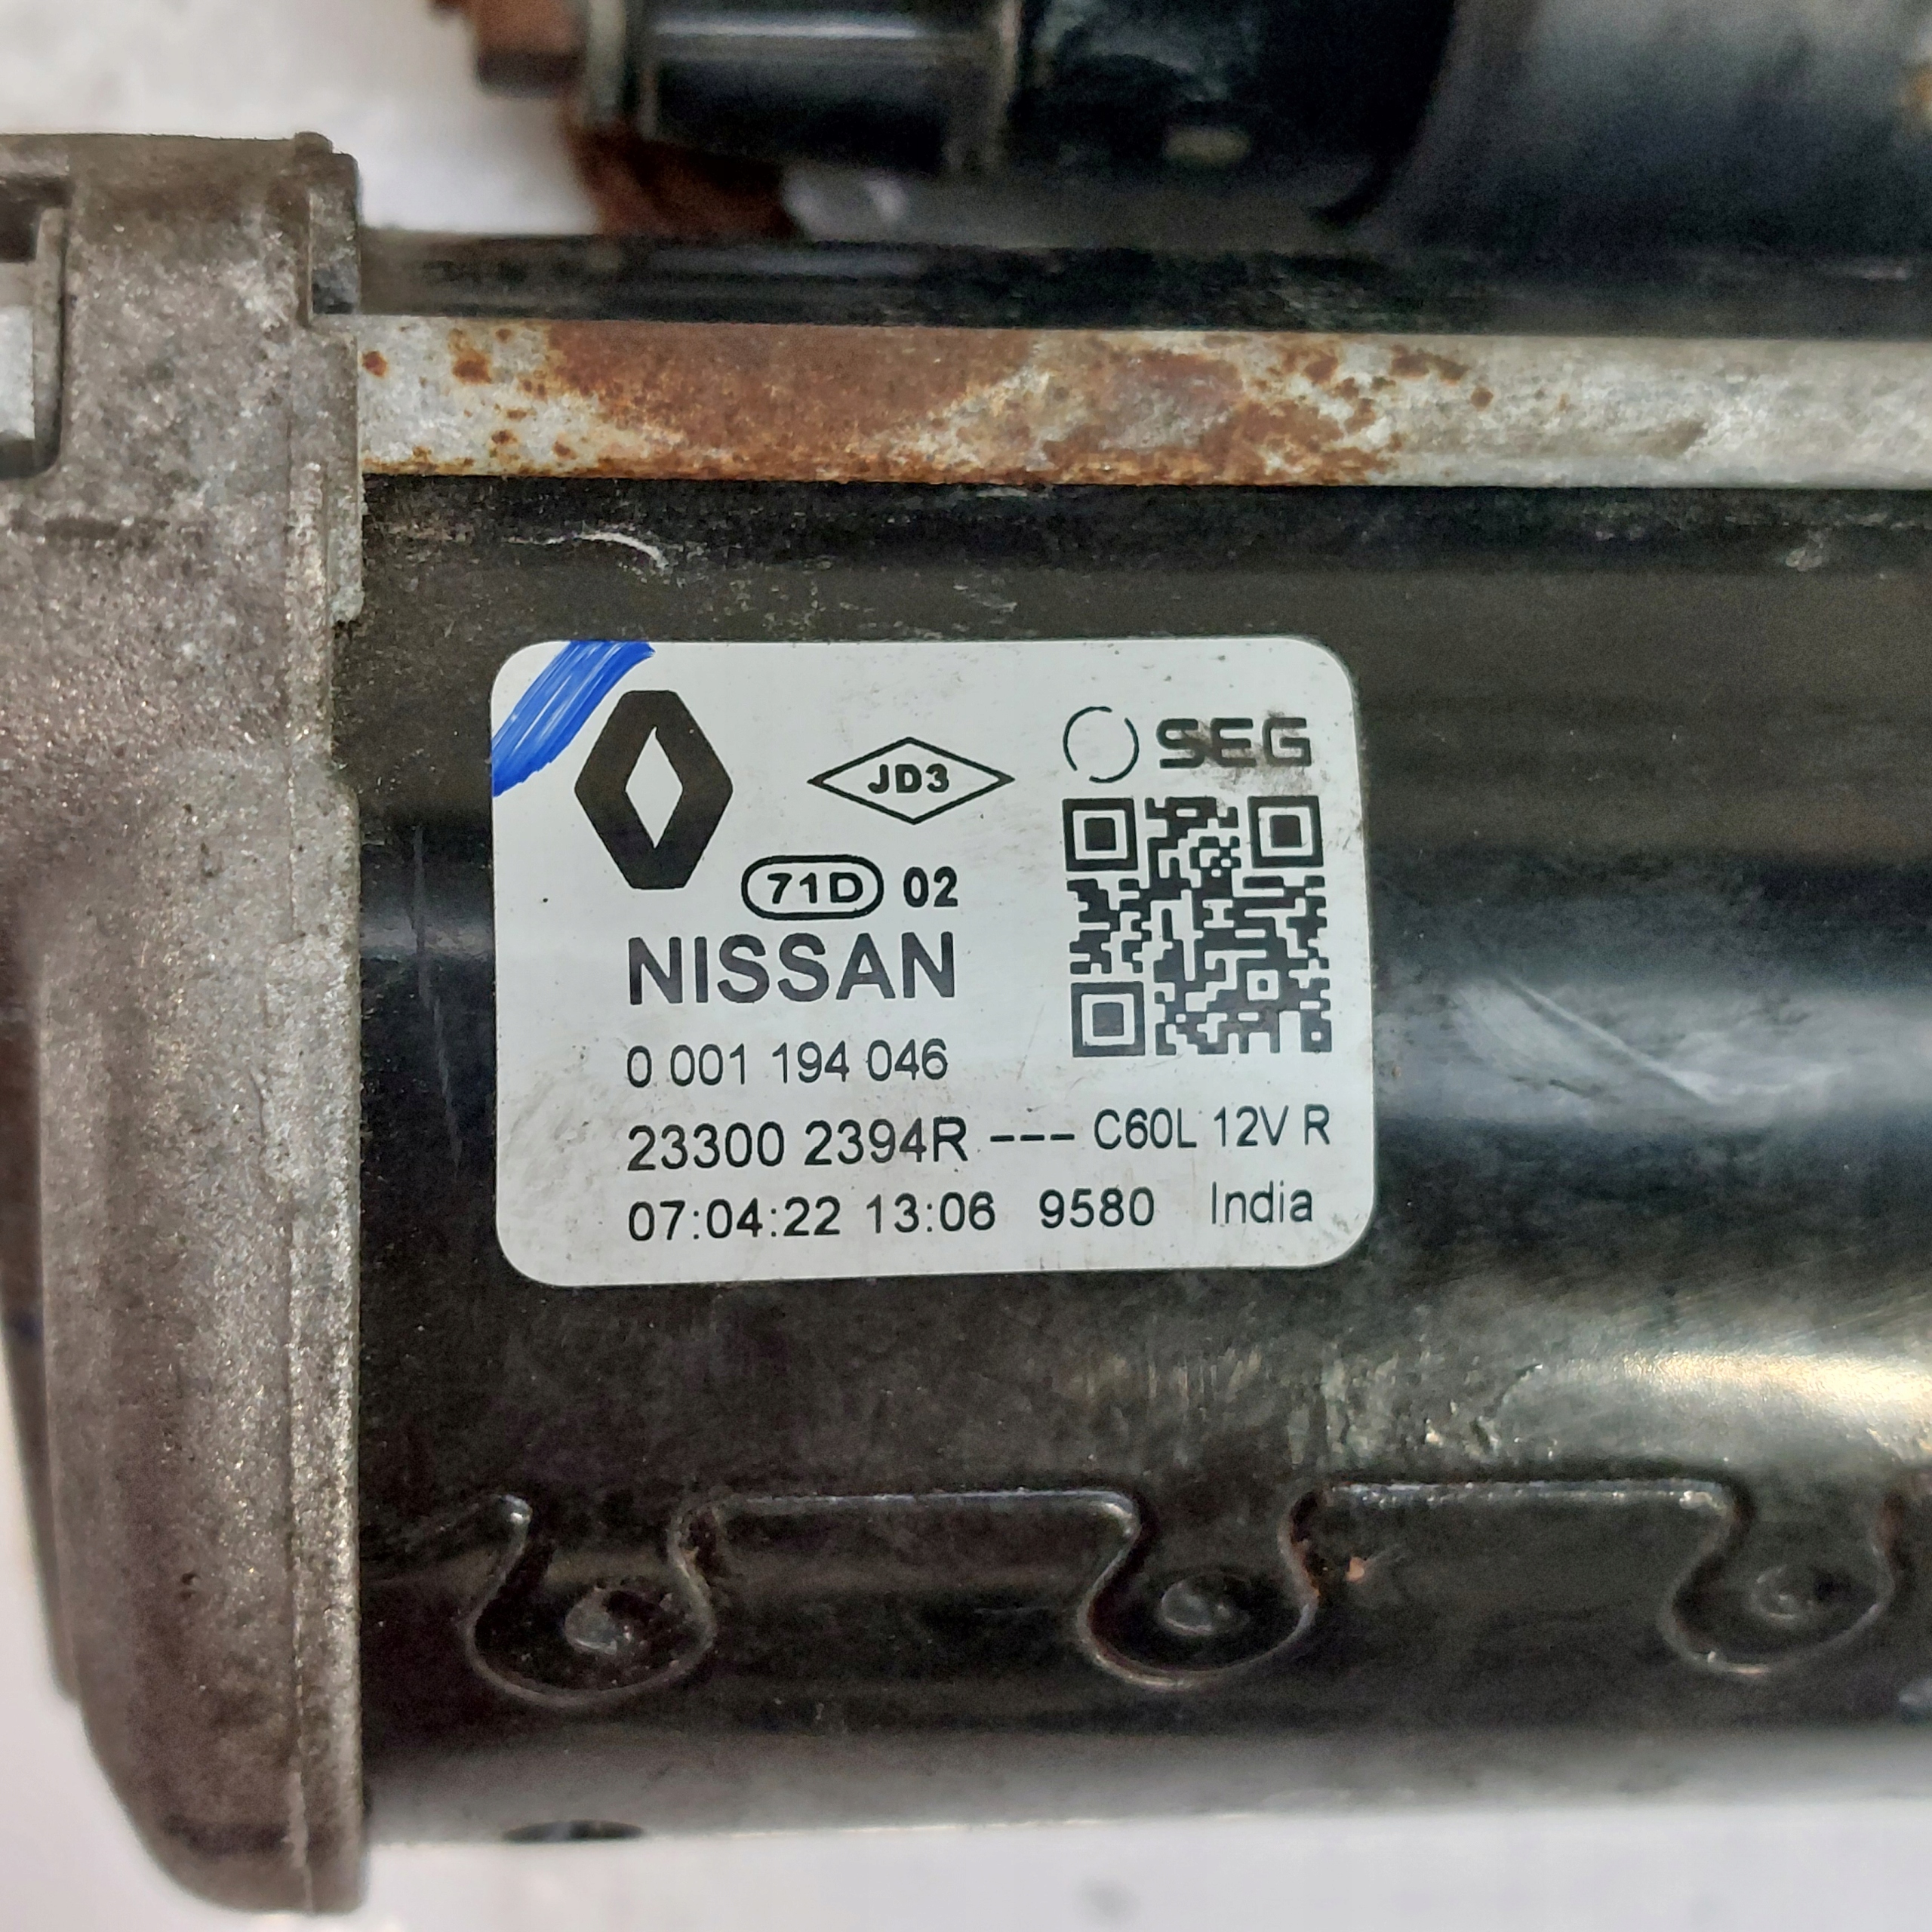 JD3
SEG
71D 02
NISSAN
0 001 194 046
23300 2394R --- C60L 12V R
07:04:22 13:06 9580 India